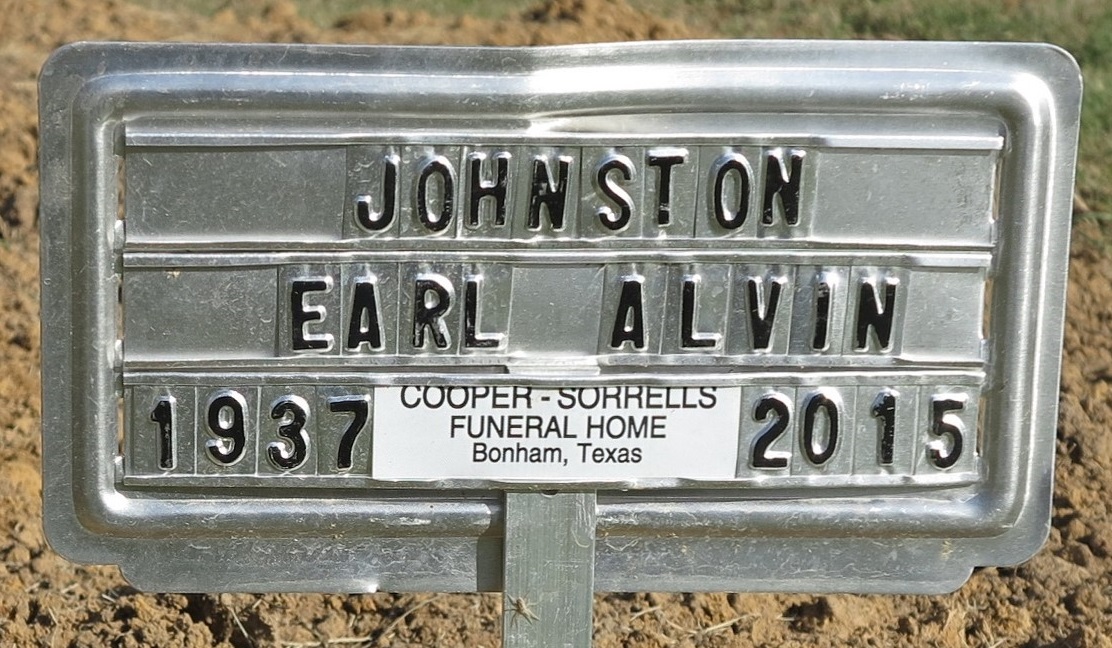 JOHNSTON
EARL ALVIN
1937 COOPER - SORRELLS 2015
FUNERAL HOME
Bonham, Texas